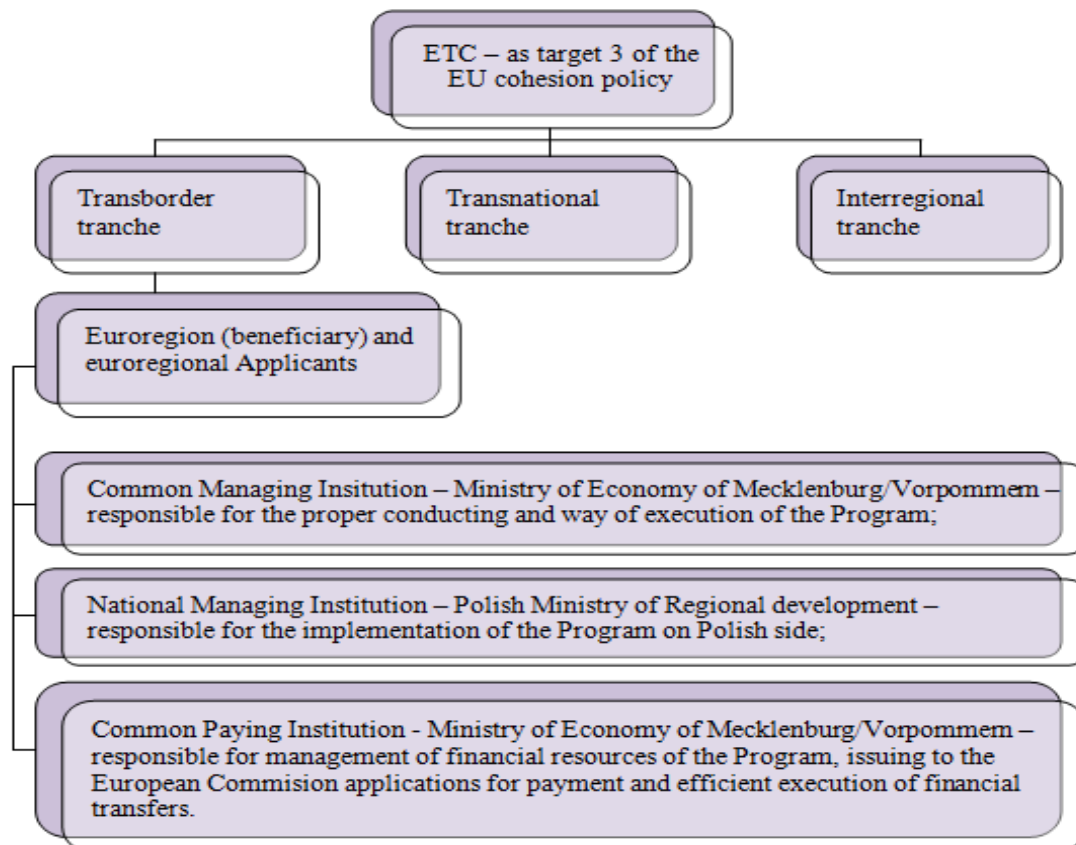 ETC – as target 3 of the
EU cohesion policy
Transborder
tranche
Transnational
tranche
Interregional
tranche
Euroregion (beneficiary) and
euroregional Applicants
Common Managing Insitution – Ministry of Economy of Mecklenburg/Vorpommern –
responsible for the proper conducting and way of execution of the Program;
National Managing Institution – Polish Ministry of Regional development –
responsible for the implementation of the Program on Polish side;
Common Paying Institution - Ministry of Economy of Mecklenburg/Vorpommern –
responsible for management of financial resources of the Program, issuing to the
European Commision applications for payment and efficient execution of financial
transfers.